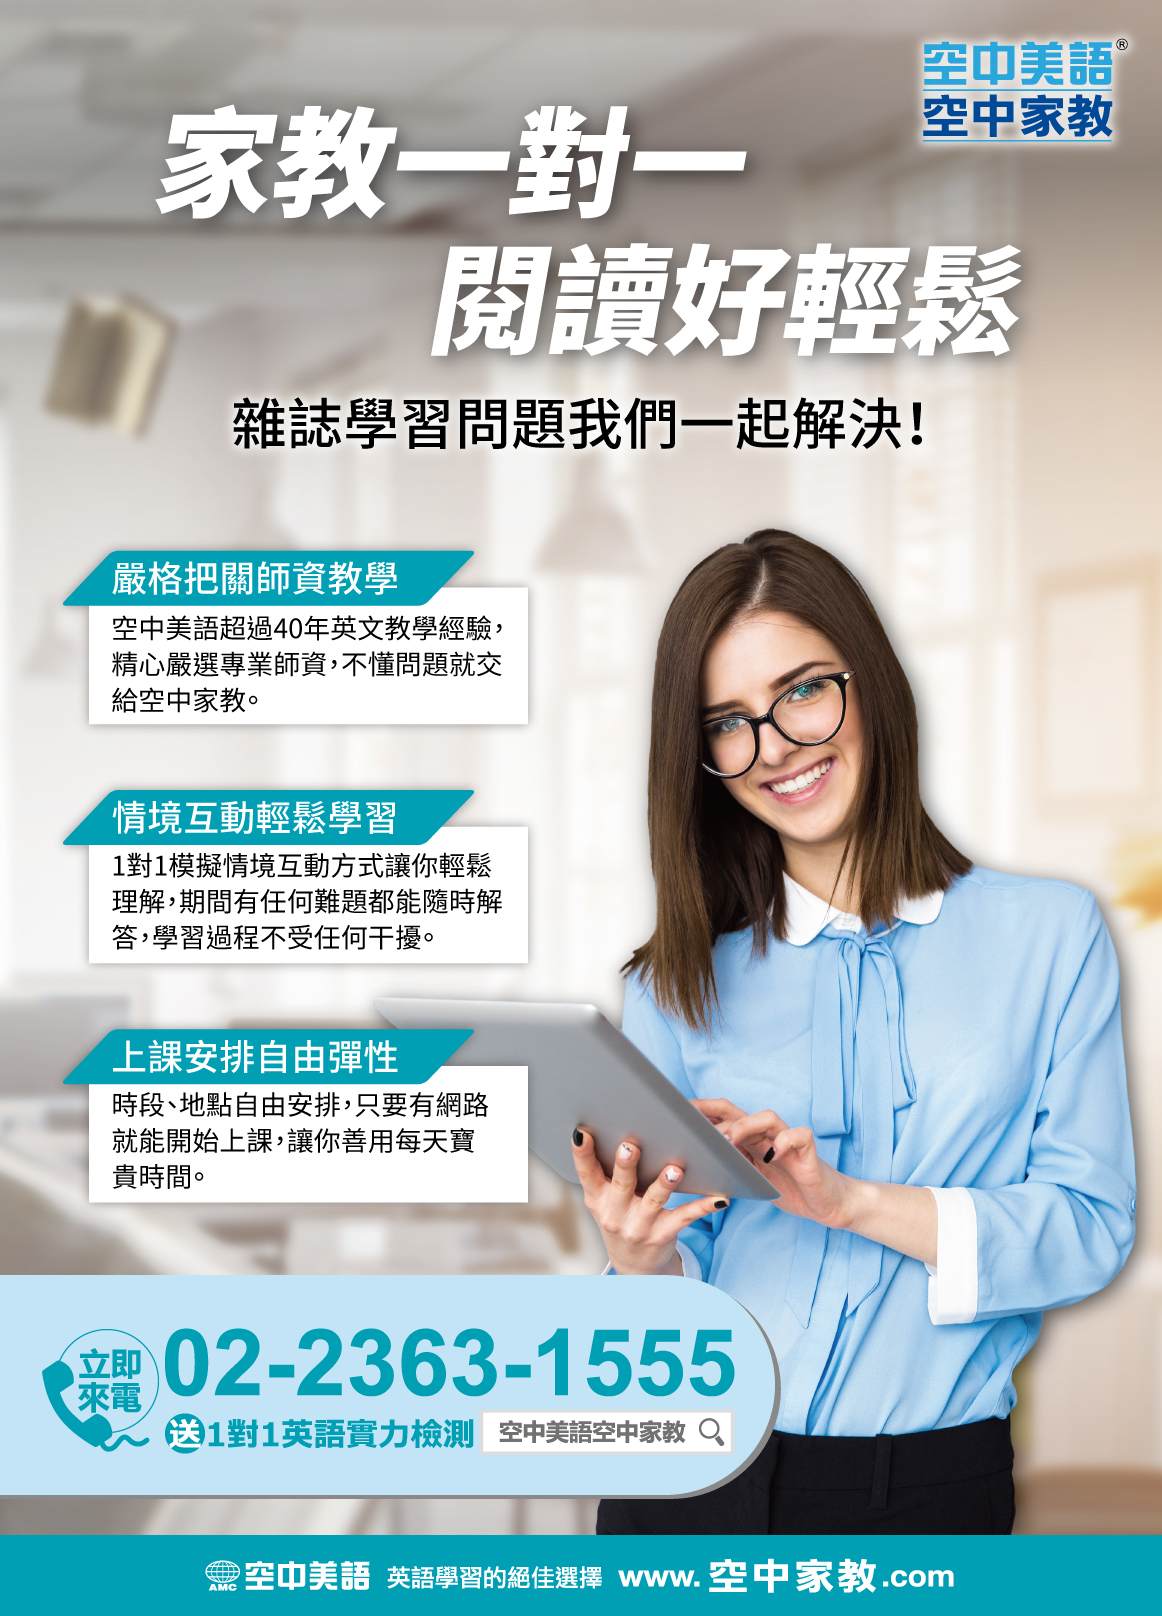 空中美語®
空中家教
家教一對一
閱讀好輕鬆
雜誌學習問題我們一起解決！
嚴格把關師資教學
空中美語超過40年英文教學經驗，
精心嚴選專業師資，不懂問題就交
給空中家教。
情境互動輕鬆學習
1對1模擬情境互動方式讓你輕鬆
理解，期間有任何難題都能隨時解
答，學習過程不受任何干擾。
上課安排自由彈性
時段、地點自由安排，只要有網路
就能開始上課，讓你善用每天寶
貴時間。
立即
來電
02-2363-1555
送1對1英語實力檢測 空中美語空中家教
AMC 空中美語 英語學習的絕佳選擇 www.空中家教.com